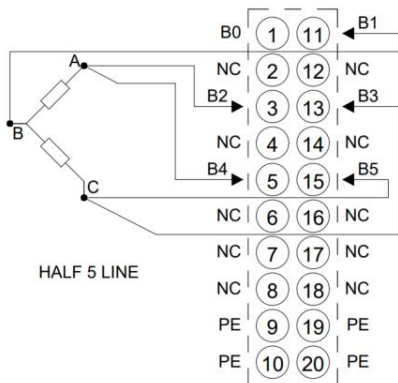 B0 1 11 B1
A
NC 2 12 NC
B2 3 13 B3
B
NC 4 14 NC
B4 5 15 B5
C
NC 6 16 NC
NC 7 17 NC
HALF 5 LINE
NC 8 18 NC
PE 9 19 PE
PE 10 20 PE